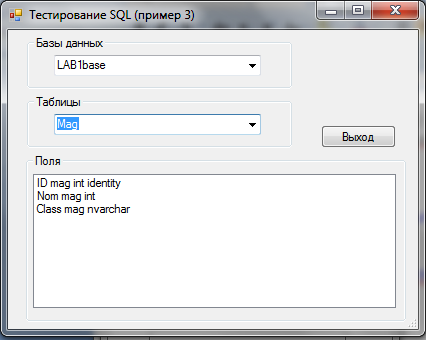 Тестирование SQL (пример 3)
Базы данных
LAB1base
Таблицы
Mag
Выход
Поля
ID mag int identity
Nom mag int
Class mag nvarchar